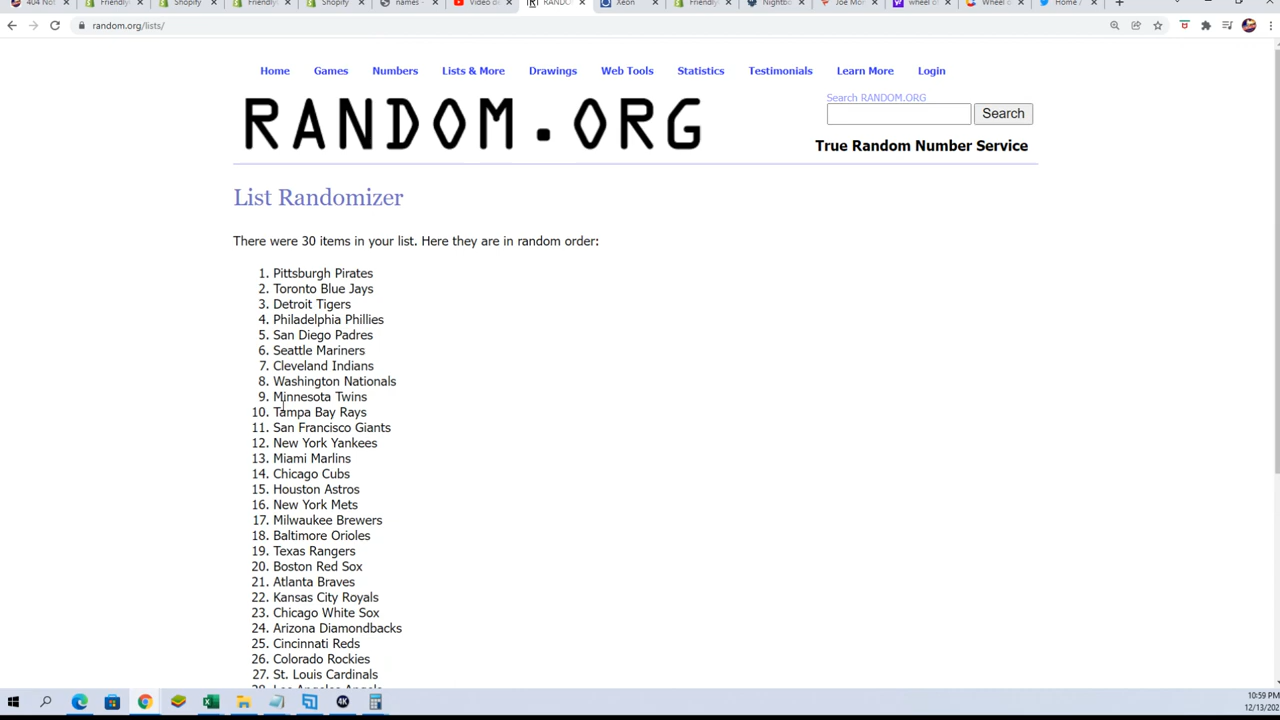 404 Not
Friendly
Shopify
Friendly
Shopify
names -
Video d
RANDO
Xeon
Friendly
Nightb
Joe Mo
wheel o
Wheel o
Home /
random.org/lists/
Home Games Numbers Lists & More Drawings Web Tools Statistics Testimonials Learn More Login
Search RANDOM.ORG
RANDOM.ORG
Search
True Random Number Service
List Randomizer
There were 30 items in your list. Here they are in random order:
1. Pittsburgh Pirates
2. Toronto Blue Jays
3. Detroit Tigers
4. Philadelphia Phillies
5. San Diego Padres
6. Seattle Mariners
7. Cleveland Indians
8. Washington Nationals
9. Minnesota Twins
10. Tampa Bay Rays
11. San Francisco Giants
12. New York Yankees
13. Miami Marlins
14. Chicago Cubs
15. Houston Astros
16. New York Mets
17. Milwaukee Brewers
18. Baltimore Orioles
19. Texas Rangers
20. Boston Red Sox
21. Atlanta Braves
22. Kansas City Royals
23. Chicago White Sox
24. Arizona Diamondbacks
25. Cincinnati Reds
26. Colorado Rockies
27. St. Louis Cardinals
28. Los Angeles Angels
4K
10:59 PM
12/13/202